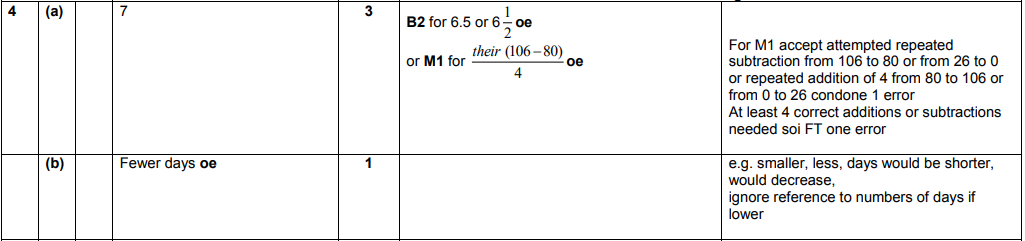 4 (a) 7 3 B2 for 6.5 or 6 1/2 oe
or M1 for their (106 – 80) / 4 oe
For M1 accept attempted repeated
subtraction from 106 to 80 or from 26 to 0
or repeated addition of 4 from 80 to 106 or
from 0 to 26 condone 1 error
At least 4 correct additions or subtractions
needed soi FT one error
(b) Fewer days oe 1 e.g. smaller, less, days would be shorter,
would decrease,
ignore reference to numbers of days if
lower